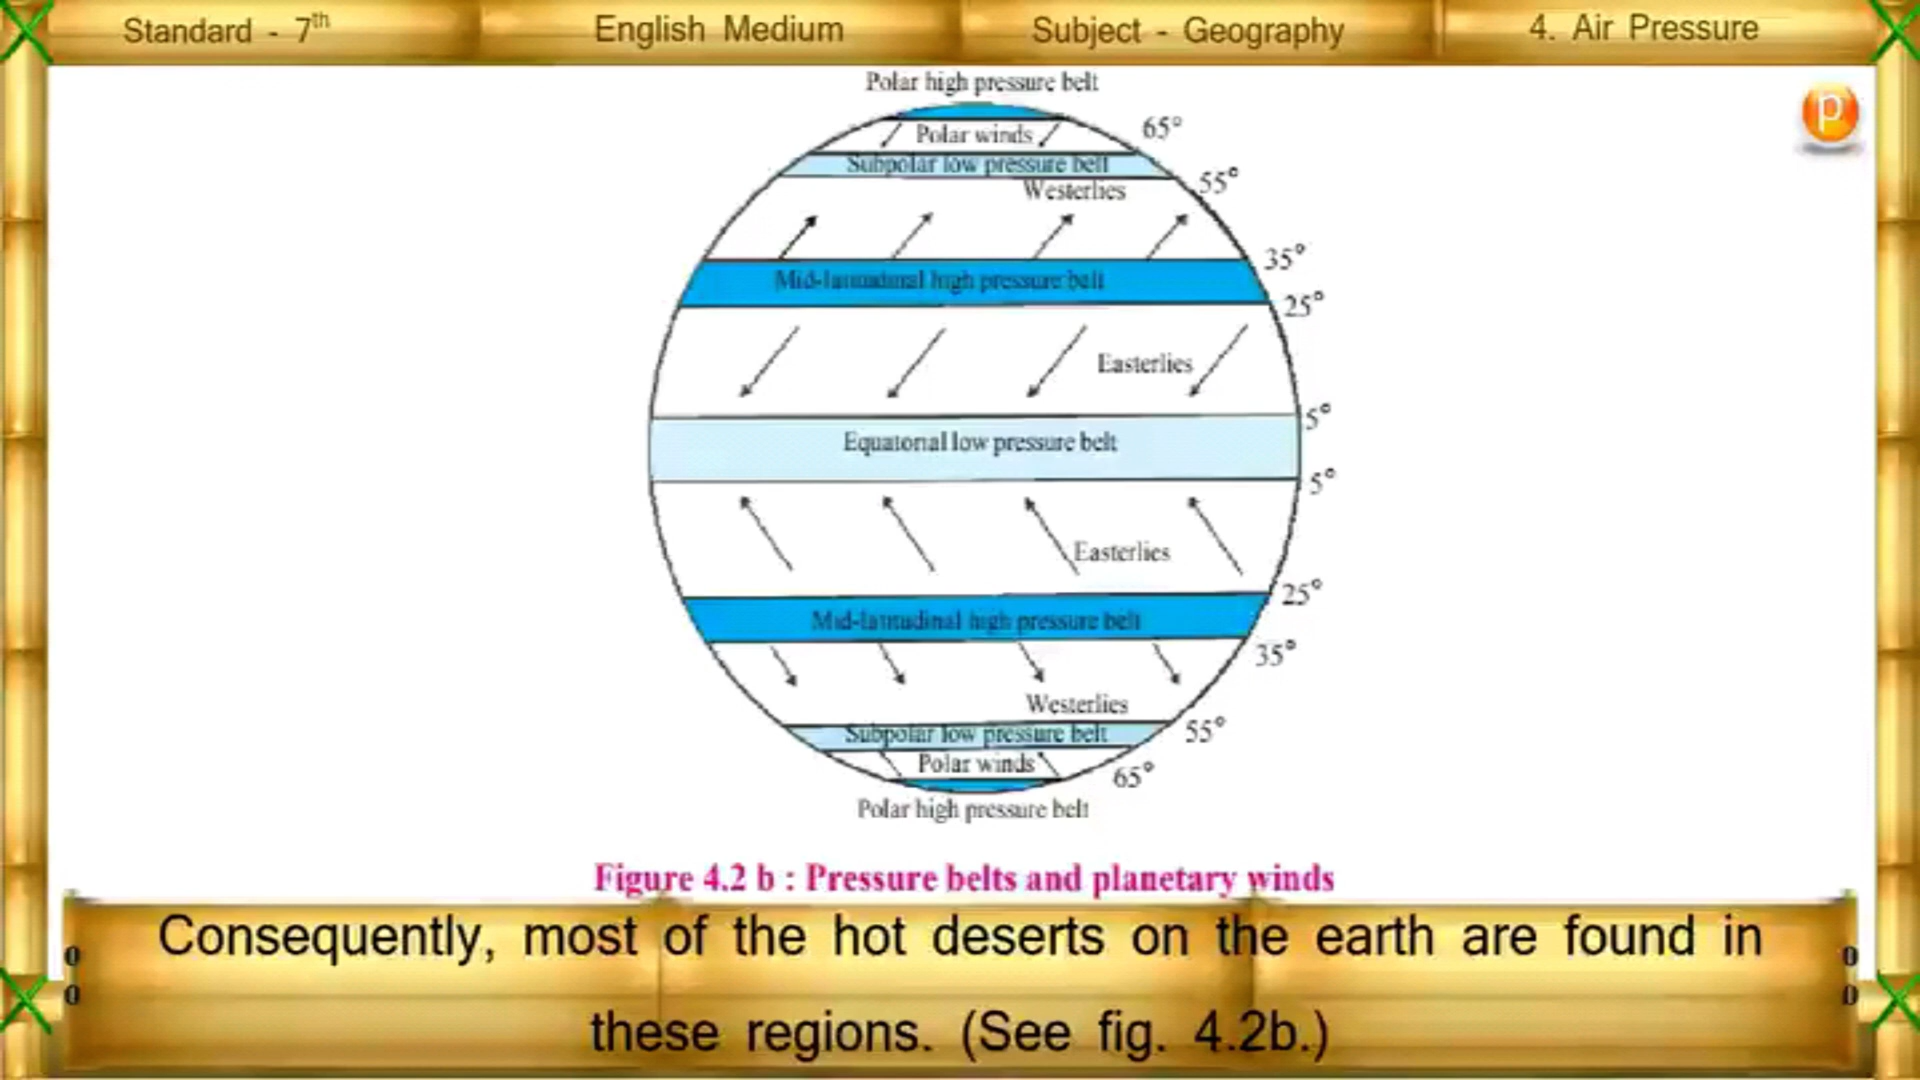 Standard - 7th
English Medium
Subject - Geography
4. Air Pressure
p
Polar high pressure belt
65°
Polar winds
Subpolar low pressure belt
55°
Westerlies
35°
Mid-latitudinal high pressure belt
25°
Easterlies
5°
Equatorial low pressure belt
5°
Easterlies
25°
Mid-latitudinal high pressure belt
35°
Westerlies
55°
Subpolar low pressure belt
Polar winds
65°
Polar high pressure belt
Figure 4.2 b : Pressure belts and planetary winds
Consequently, most of the hot deserts on the earth are found in
these regions. (See fig. 4.2b.)